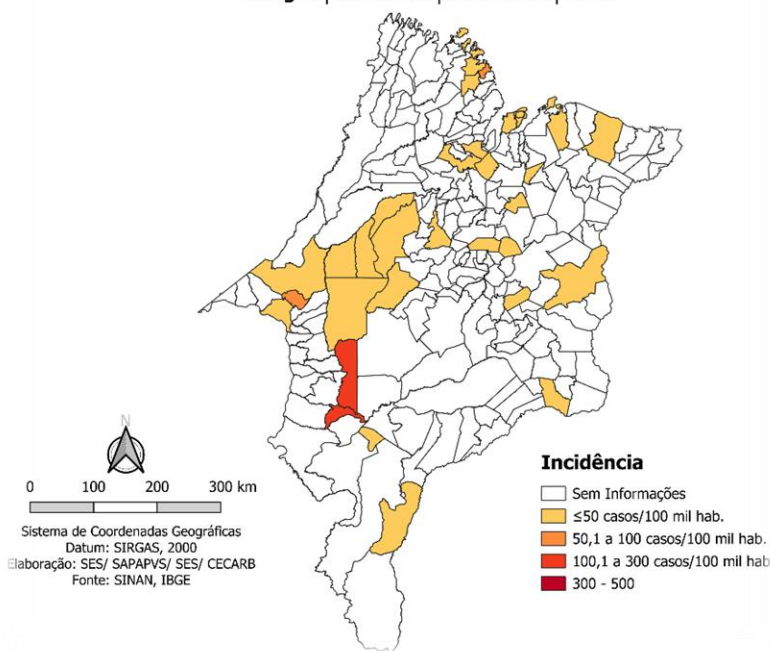 N
0 100 200 300 km
Sistema de Coordenadas Geográficas
Datum: SIRGAS, 2000
Elaboração: SES/ SAPAPVS/ SES/ CECARB
Fonte: SINAN, IBGE
Incidência
Sem Informações
≤50 casos/100 mil hab.
50,1 a 100 casos/100 mil hab.
100,1 a 300 casos/100 mil hab
300 - 500